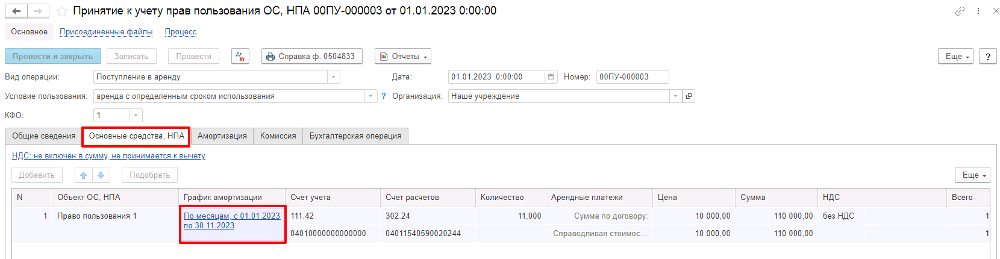 Принятие к учету прав пользования ОС, НПА 00ПУ-000003 от 01.01.2023 0:00:00
Основное Присоединенные файлы Процесс
Провести и закрыть Записать Провести Дт Кт Справка ф. 0504833 Отчеты Еще ?
Вид операции: Поступление в аренду Дата: 01.01.2023 0:00:00 Номер: 00ПУ-000003
Условие пользования: аренда с определенным сроком использования ? Организация: Наше учреждение
КФО: 1
Общие сведения Основные средства, НПА Амортизация Комиссия Бухгалтерская операция
НДС: не включен в сумму, не принимается к вычету
Добавить Подобрать Еще
N Объект ОС, НПА График амортизации Счет учета Счет расчетов Количество Арендные платежи Цена Сумма НДС Всего
1 Право пользования 1 По месяцам, с 01.01.2023 111.42 302.24 11,000 Сумма по договору: 10 000,00 110 000,00 без НДС 1
по 30.11.2023
04010000000000000 04011540590020244 Справедливая стоимос... 10 000,00 110 000,00 1